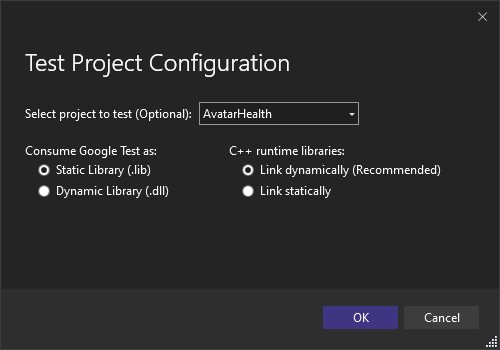 Test Project Configuration
Select project to test (Optional): AvatarHealth
Consume Google Test as: C++ runtime libraries:
Static Library (.lib) Link dynamically (Recommended)
Dynamic Library (.dll) Link statically
OK Cancel